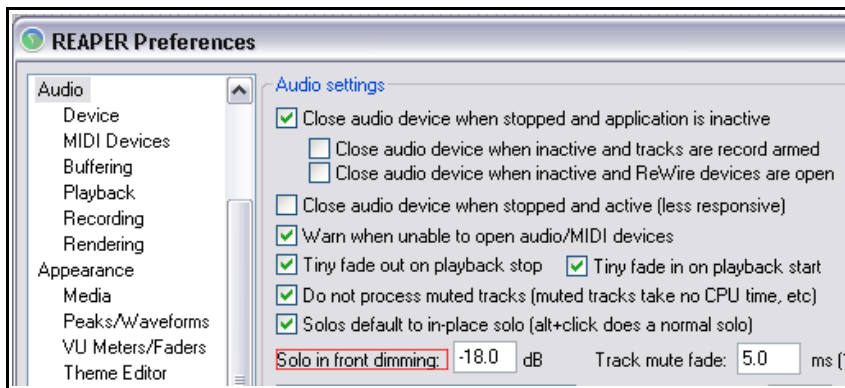 REAPER Preferences
Audio
Device
MIDI Devices
Buffering
Playback
Recording
Rendering
Appearance
Media
Peaks/Waveforms
VU Meters/Faders
Theme Editor
Audio settings
Close audio device when stopped and application is inactive
Close audio device when inactive and tracks are record armed
Close audio device when inactive and ReWire devices are open
Close audio device when stopped and active (less responsive)
Warn when unable to open audio/MIDI devices
Tiny fade out on playback stop Tiny fade in on playback start
Do not process muted tracks (muted tracks take no CPU time, etc)
Solos default to in-place solo (alt+click does a normal solo)
Solo in front dimming: -18.0 dB Track mute fade: 5.0 ms (